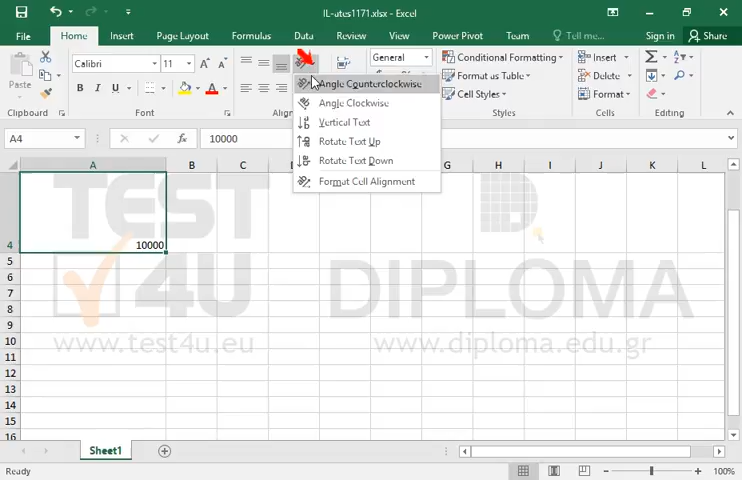 IL-ates1171.xlsx - Excel
File Home Insert Page Layout Formulas Data Review View Power Pivot Team Tell me... Sign in Share
Paste Calibri 11 A A General Conditional Formatting Insert
B I U A Format as Table Delete
Cell Styles Format
Clipboard Font Styles Cells Editing
Angle Counterclockwise
Angle Clockwise
Vertical Text
Rotate Text Up
Rotate Text Down
Format Cell Alignment
A4 fx 10000
A B C G H I J K L
4 10000
5
6
7
8
9
10
11
12
13
14
15
16
TEST 4U DIPLOMA
www.test4u.eu www.diploma.edu.gr
Sheet1
Ready 100%